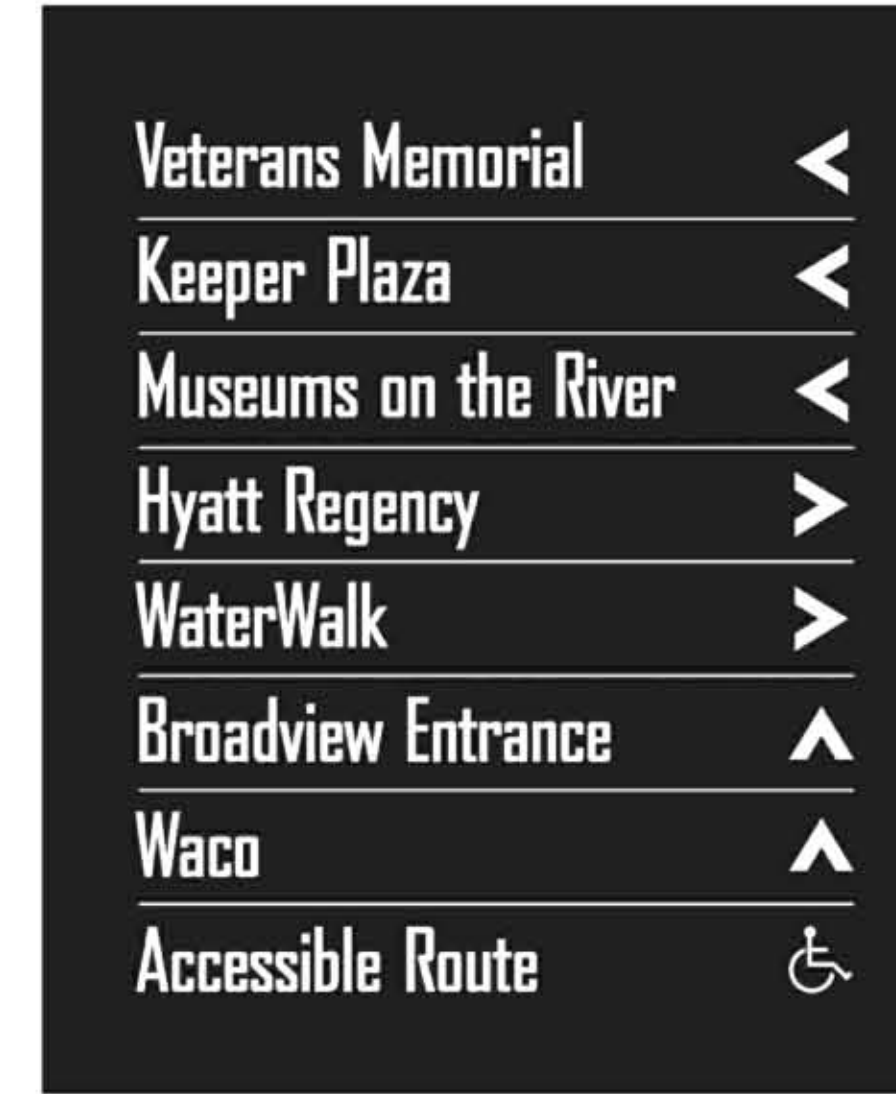 Veterans Memorial <
Keeper Plaza <
Museums on the River <
Hyatt Regency >
WaterWalk >
Broadview Entrance ^
Waco ^
Accessible Route